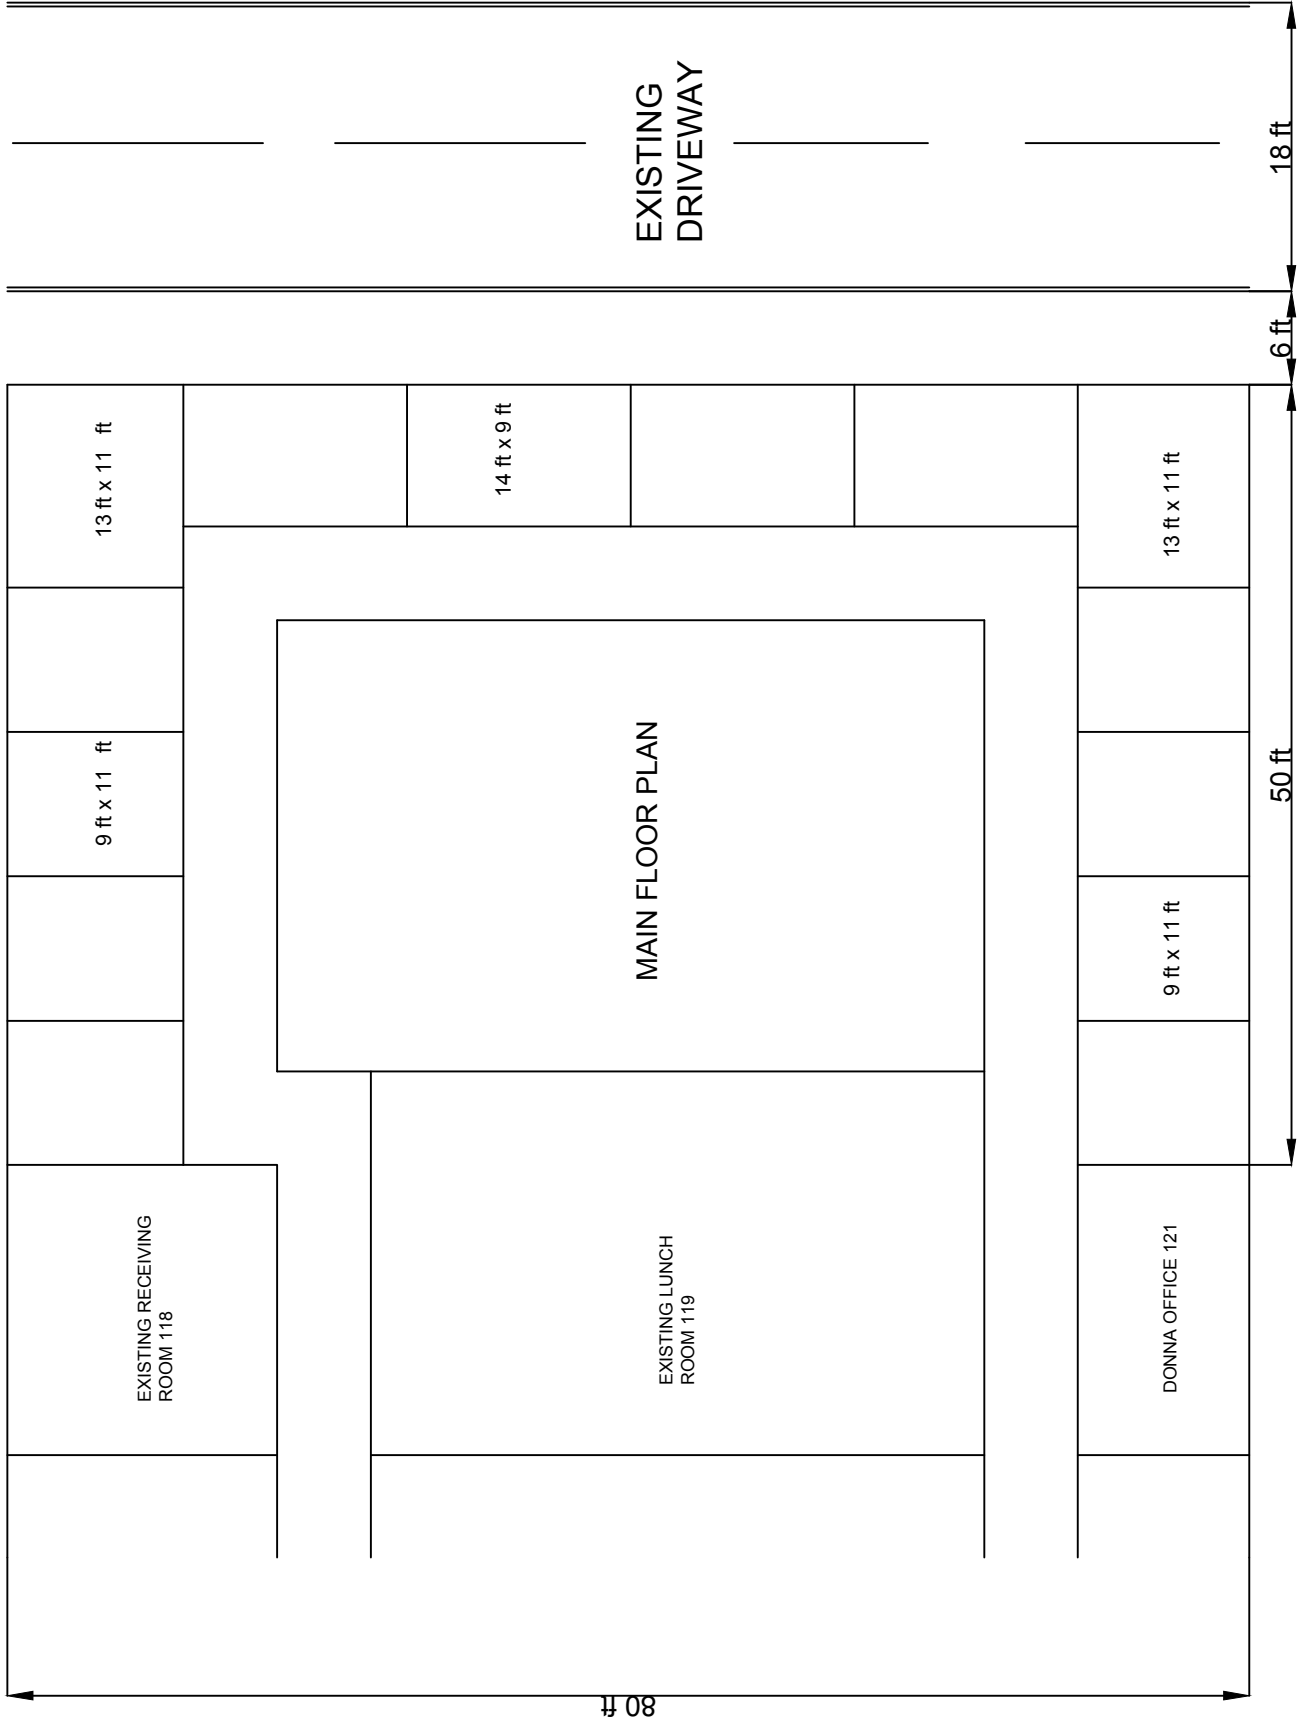 EXISTING
DRIVEWAY
18 ft
6 ft
13 ft x 11 ft
14 ft x 9 ft
13 ft x 11 ft
9 ft x 11 ft
MAIN FLOOR PLAN
9 ft x 11 ft
50 ft
EXISTING RECEIVING
ROOM 118
EXISTING LUNCH
ROOM 119
DONNA OFFICE 121
80 ft